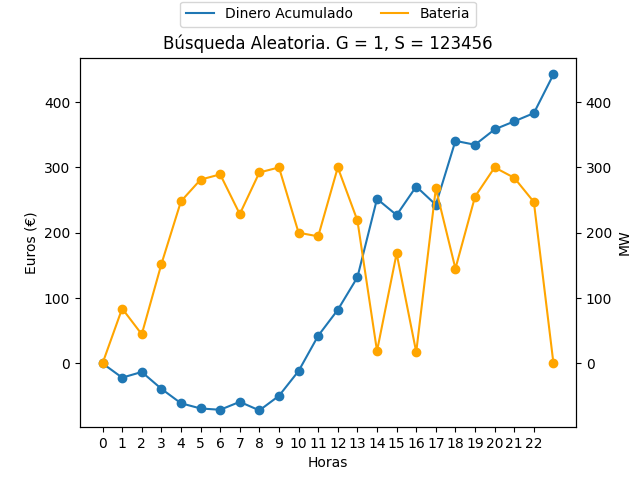 Dinero Acumulado Bateria
Búsqueda Aleatoria. G = 1, S = 123456
400 400
300 300
200 200
100 100
0 0
Euros (€)
MW
0 1 2 3 4 5 6 7 8 9 10 11 12 13 14 15 16 17 18 19 20 21 22
Horas